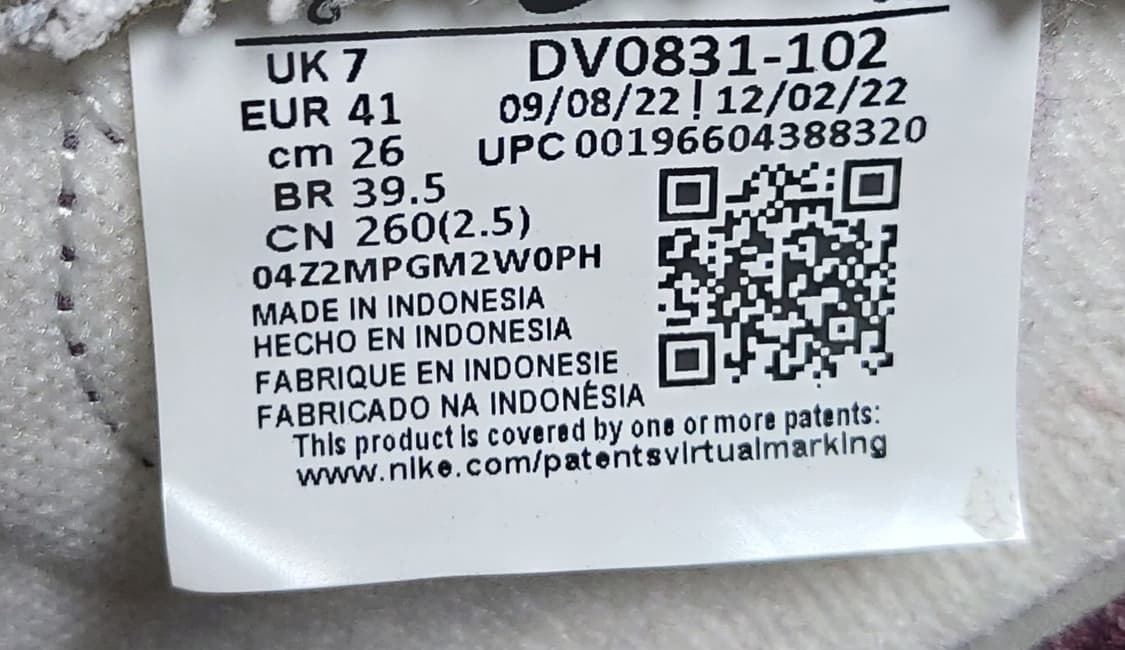 UK 7
DV0831-102
EUR 41
09/08/22 ! 12/02/22
cm 26
UPC 00196604388320
BR 39.5
CN 260(2.5)
04Z2MPGM2W0PH
MADE IN INDONESIA
HECHO EN INDONESIA
FABRIQUE EN INDONESIE
FABRICADO NA INDONÉSIA
This product is covered by one or more patents:
www.nike.com/patentsvirtualmarking